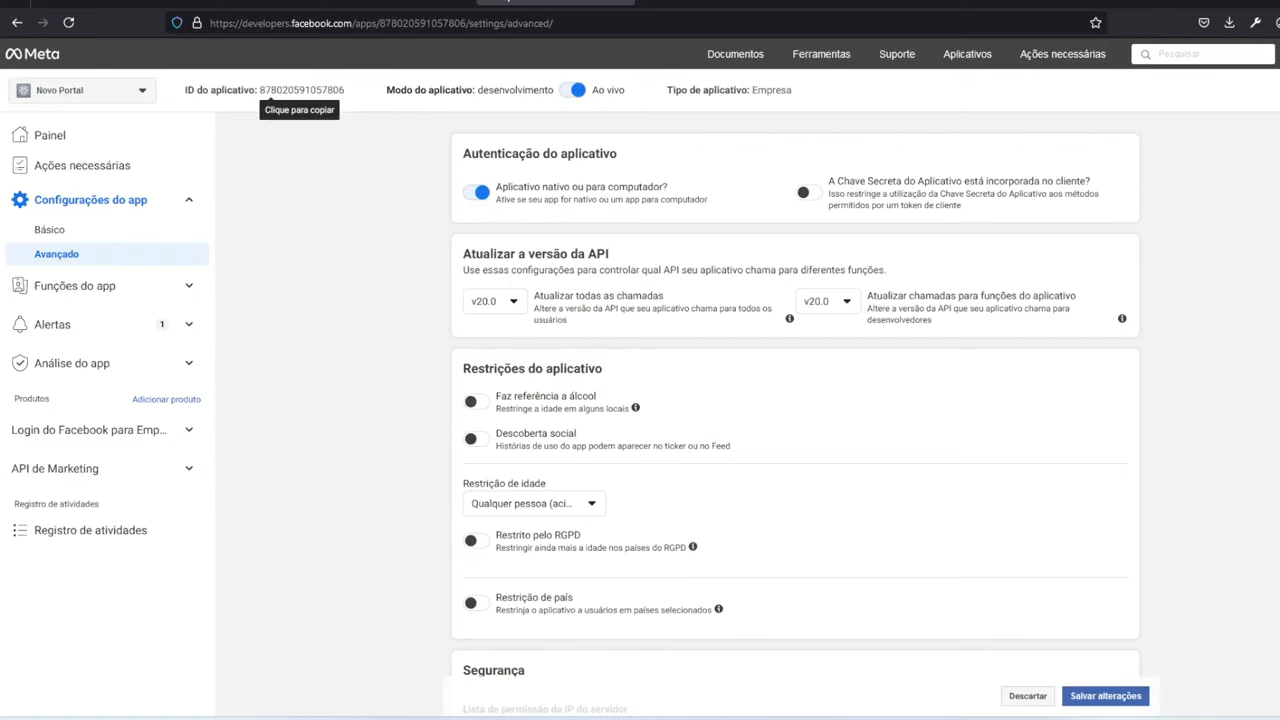 https://developers.facebook.com/apps/878020591057806/settings/advanced/
Meta
Documentos
Ferramentas
Suporte
Aplicativos
Ações necessárias
Pesquisar
Novo Portal
ID do aplicativo: 878020591057806
Modo do aplicativo: desenvolvimento
Ao vivo
Tipo de aplicativo: Empresa
Clique para copiar
Painel
Ações necessárias
Configurações do app
Básico
Avançado
Funções do app
Alertas
1
Análise do app
Produtos
Adicionar produto
Login do Facebook para Emp...
API de Marketing
Registro de atividades
Registro de atividades
Autenticação do aplicativo
Aplicativo nativo ou para computador?
Ative se seu app for nativo ou um app para computador
A Chave Secreta do Aplicativo está incorporada no cliente?
Isso restringe a utilização da Chave Secreta do Aplicativo aos métodos
permitidos por um token de cliente
Atualizar a versão da API
Use essas configurações para controlar qual API seu aplicativo chama para diferentes funções.
v20.0
Atualizar todas as chamadas
Altere a versão da API que seu aplicativo chama para todos os
usuários
v20.0
Atualizar chamadas para funções do aplicativo
Altere a versão da API que seu aplicativo chama para
desenvolvedores
Restrições do aplicativo
Faz referência a álcool
Restringe a idade em alguns locais
Descoberta social
Histórias de uso do app podem aparecer no ticker ou no Feed
Restrição de idade
Qualquer pessoa (aci...
Restrito pelo RGPD
Restringir ainda mais a idade nos países do RGPD
Restrição de país
Restrinja o aplicativo a usuários em países selecionados
Segurança
Lista de permissão de IP do servidor
Descartar
Salvar alterações